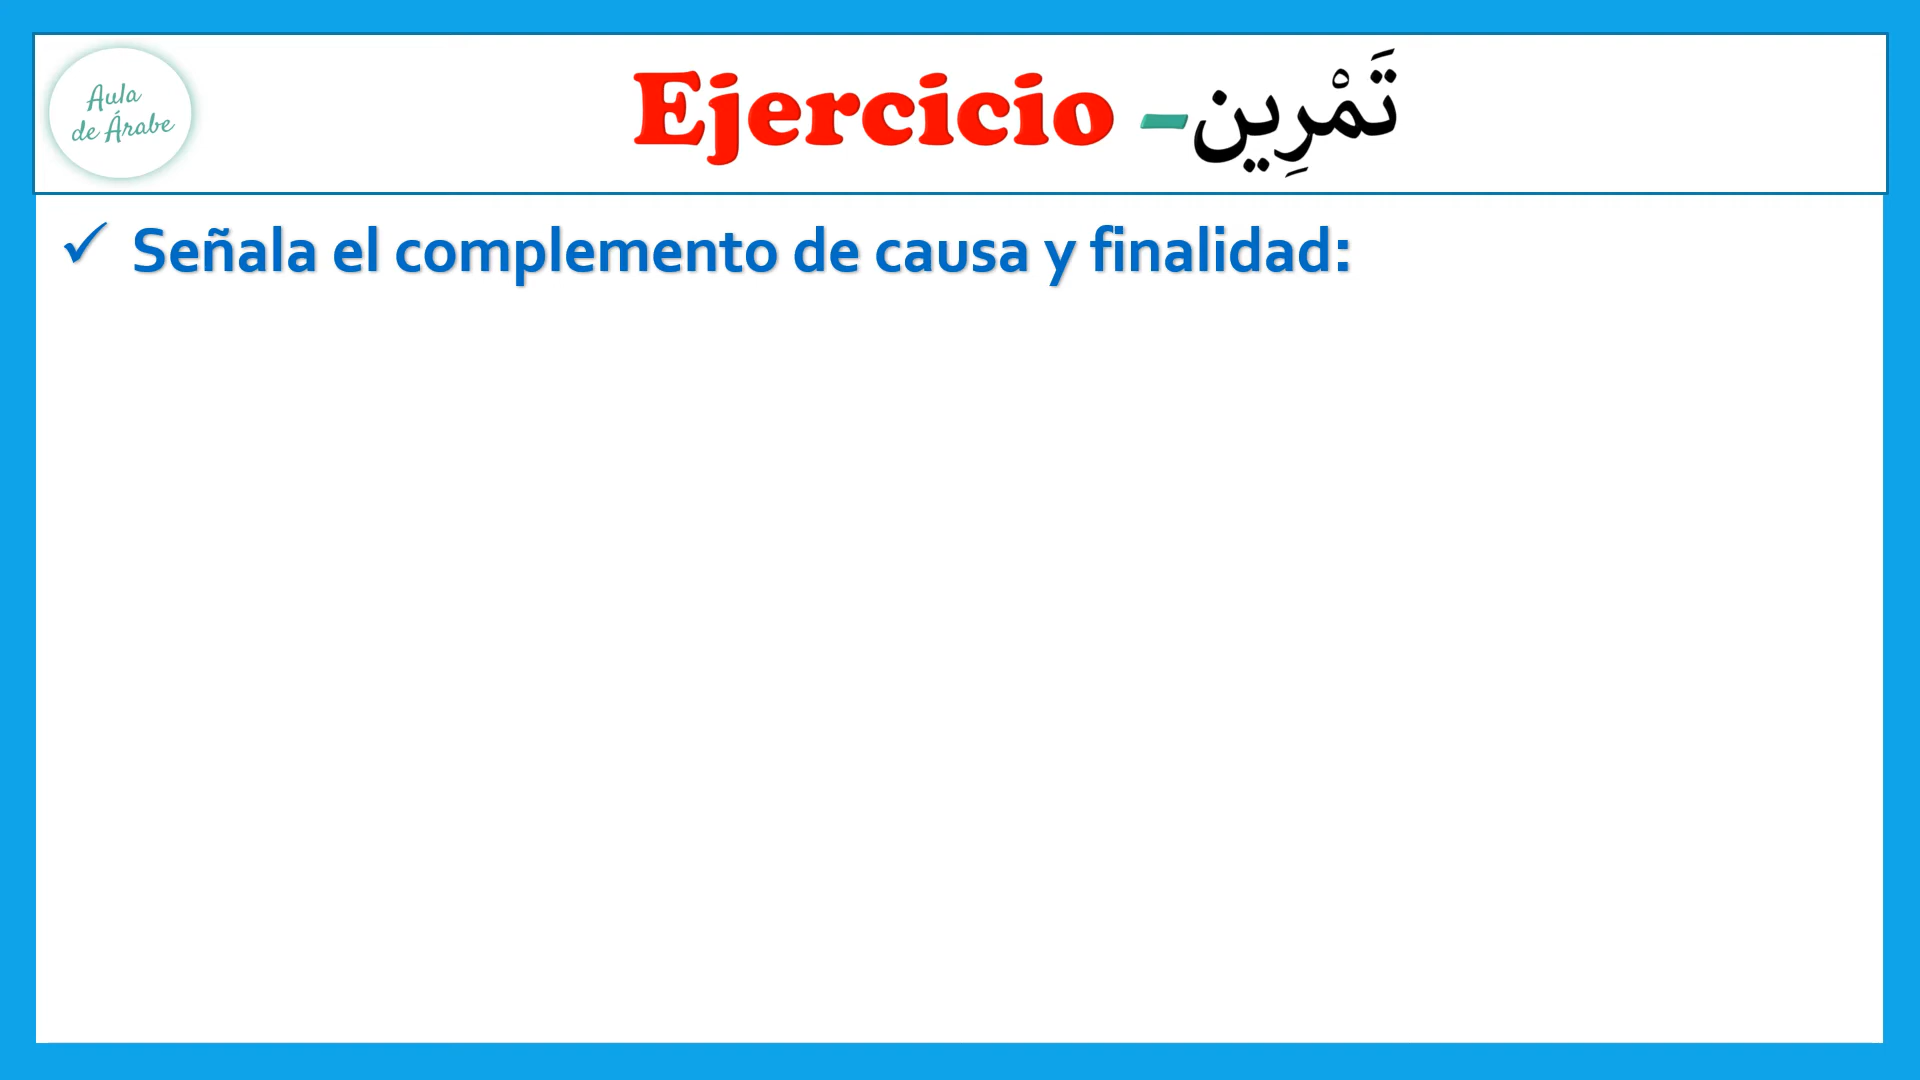 Aula
de Árabe
Ejercicio –تَمْرِين
✓ Señala el complemento de causa y finalidad: